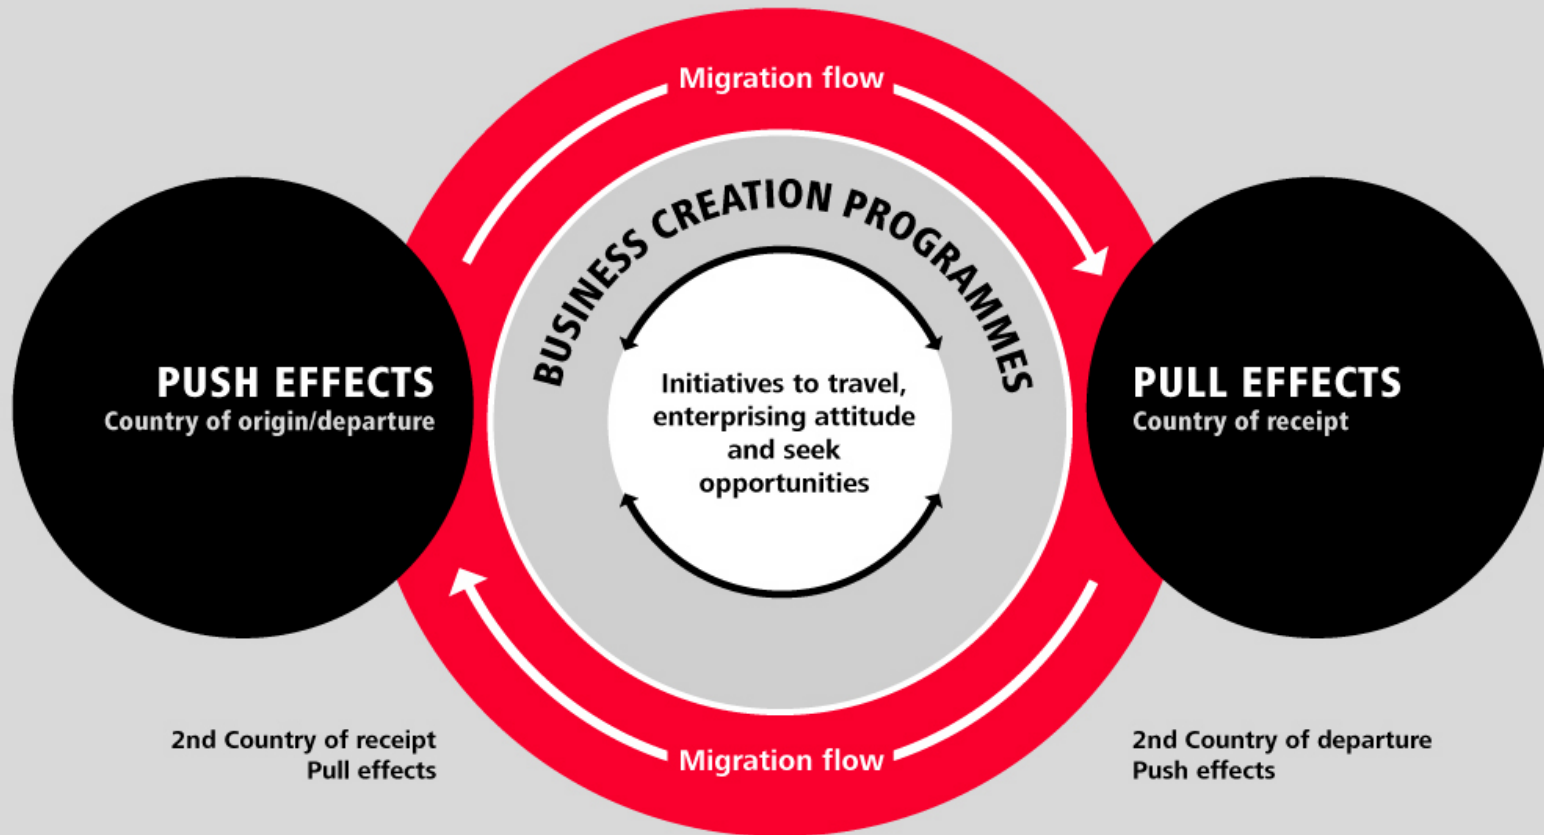 Migration flow
BUSINESS CREATION PROGRAMMES
PUSH EFFECTS
Country of origin/departure
Initiatives to travel,
enterprising attitude
and seek
opportunities
PULL EFFECTS
Country of receipt
2nd Country of receipt
Pull effects
Migration flow
2nd Country of departure
Push effects